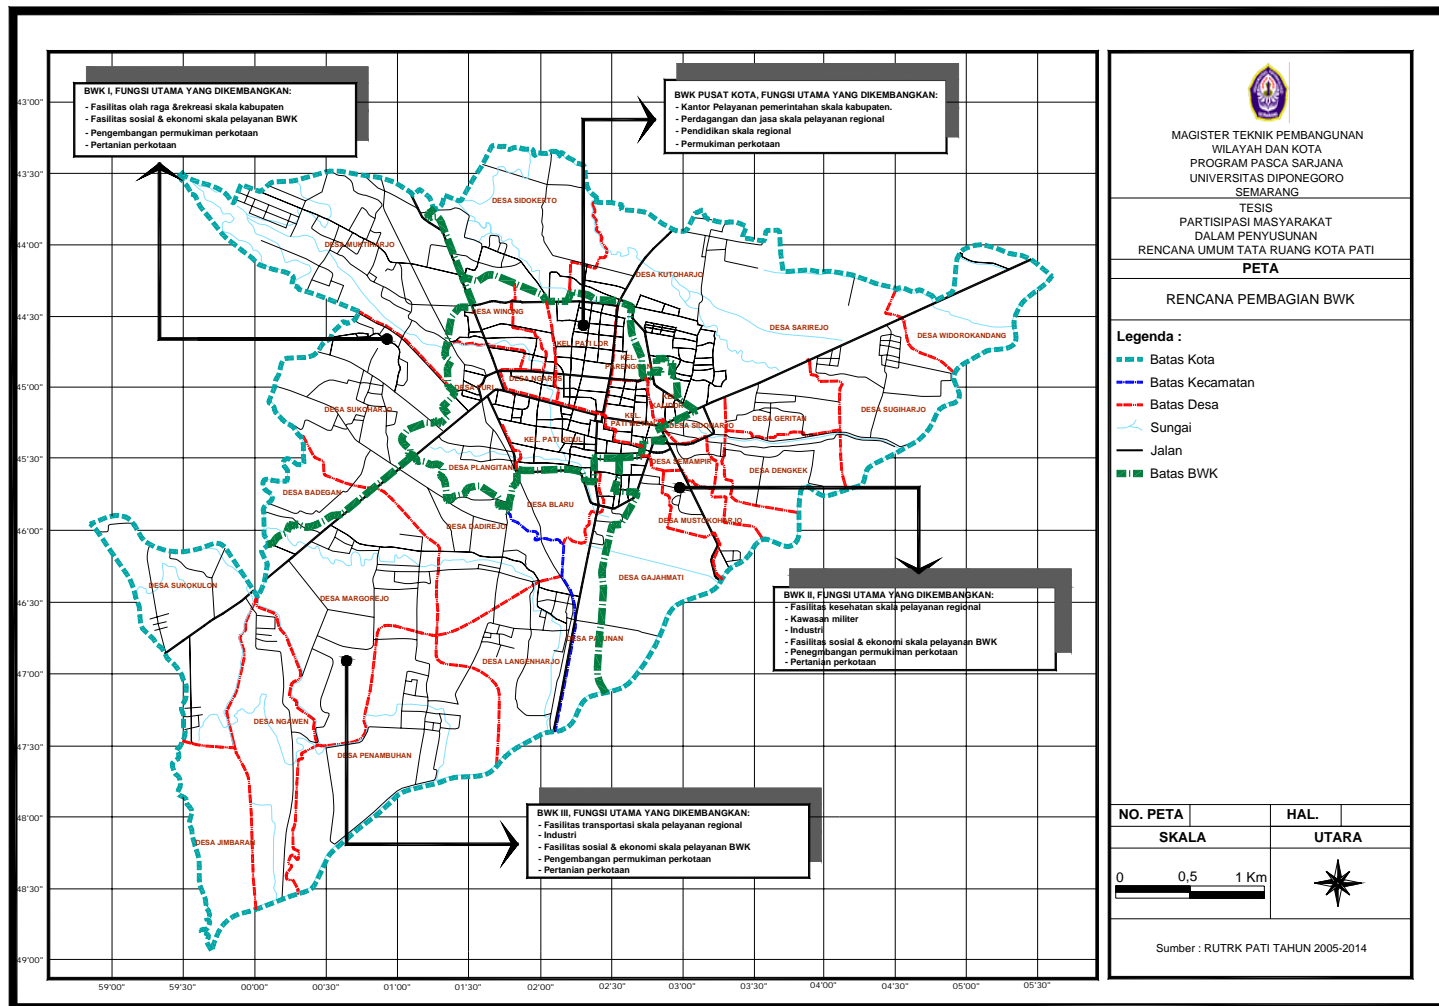 BWK I, FUNGSI UTAMA YANG DIKEMBANGKAN:
- Fasilitas olah raga &rekreasi skala kabupaten
- Fasilitas sosial & ekonomi skala pelayanan BWK
- Pengembangan permukiman perkotaan
- Pertanian perkotaan
BWK PUSAT KOTA, FUNGSI UTAMA YANG DIKEMBANGKAN:
- Kantor Pelayanan pemerintahan skala kabupaten.
- Perdagangan dan jasa skala pelayanan regional
- Pendidikan skala regional
- Permukiman perkotaan
43'00"
43'30"
44'00"
44'30"
45'00"
45'30"
46'00"
46'30"
47'00"
47'30"
48'00"
48'30"
49'00"
DESA SIDOKERTO
DESA MUKTIHARJO
DESA KUTOHARJO
DESA WINONG
DESA SARIREJO
DESA WIDOROKANDANG
KEL. PATI LOR
KEL.
PARENGGAN
DESA NGARUS
DESA SUKOHARJO
DESA SUGIHARJO
DESA GERITAN
DESA SIDOHARJO
KEL.
KEL. PATI KIDUL
DESA PLANGITAN
DESA SEMAMPIR
DESA DENGKEK
DESA BADEGAN
DESA BLARU
DESA DADIREJO
DESA MUSTOKOHARJO
DESA GAJAHMATI
DESA SUKOKULON
DESA MARGOREJO
DESA LANGENHARJO
DESA NGAWEN
DESA PENAMBUHAN
DESA JIMBARAN
BWK II, FUNGSI UTAMA YANG DIKEMBANGKAN:
- Fasilitas kesehatan skala pelayanan regional
- Kawasan militer
- Industri
- Fasilitas sosial & ekonomi skala pelayanan BWK
- Penegmbangan permukiman perkotaan
- Pertanian perkotaan
BWK III, FUNGSI UTAMA YANG DIKEMBANGKAN:
- Fasilitas transportasi skala pelayanan regional
- Industri
- Fasilitas sosial & ekonomi skala pelayanan BWK
- Pengembangan permukiman perkotaan
- Pertanian perkotaan
59'00" 59'30" 00'00" 00'30" 01'00" 01'30" 02'00" 02'30" 03'00" 03'30" 04'00" 04'30" 05'00" 05'30"
MAGISTER TEKNIK PEMBANGUNAN
WILAYAH DAN KOTA
PROGRAM PASCA SARJANA
UNIVERSITAS DIPONEGORO
SEMARANG
TESIS
PARTISIPASI MASYARAKAT
DALAM PENYUSUNAN
RENCANA UMUM TATA RUANG KOTA PATI
PETA
RENCANA PEMBAGIAN BWK
Legenda :
Batas Kota
Batas Kecamatan
Batas Desa
Sungai
Jalan
Batas BWK
NO. PETA
HAL.
SKALA
UTARA
0 0,5 1 Km
Sumber : RUTRK PATI TAHUN 2005-2014